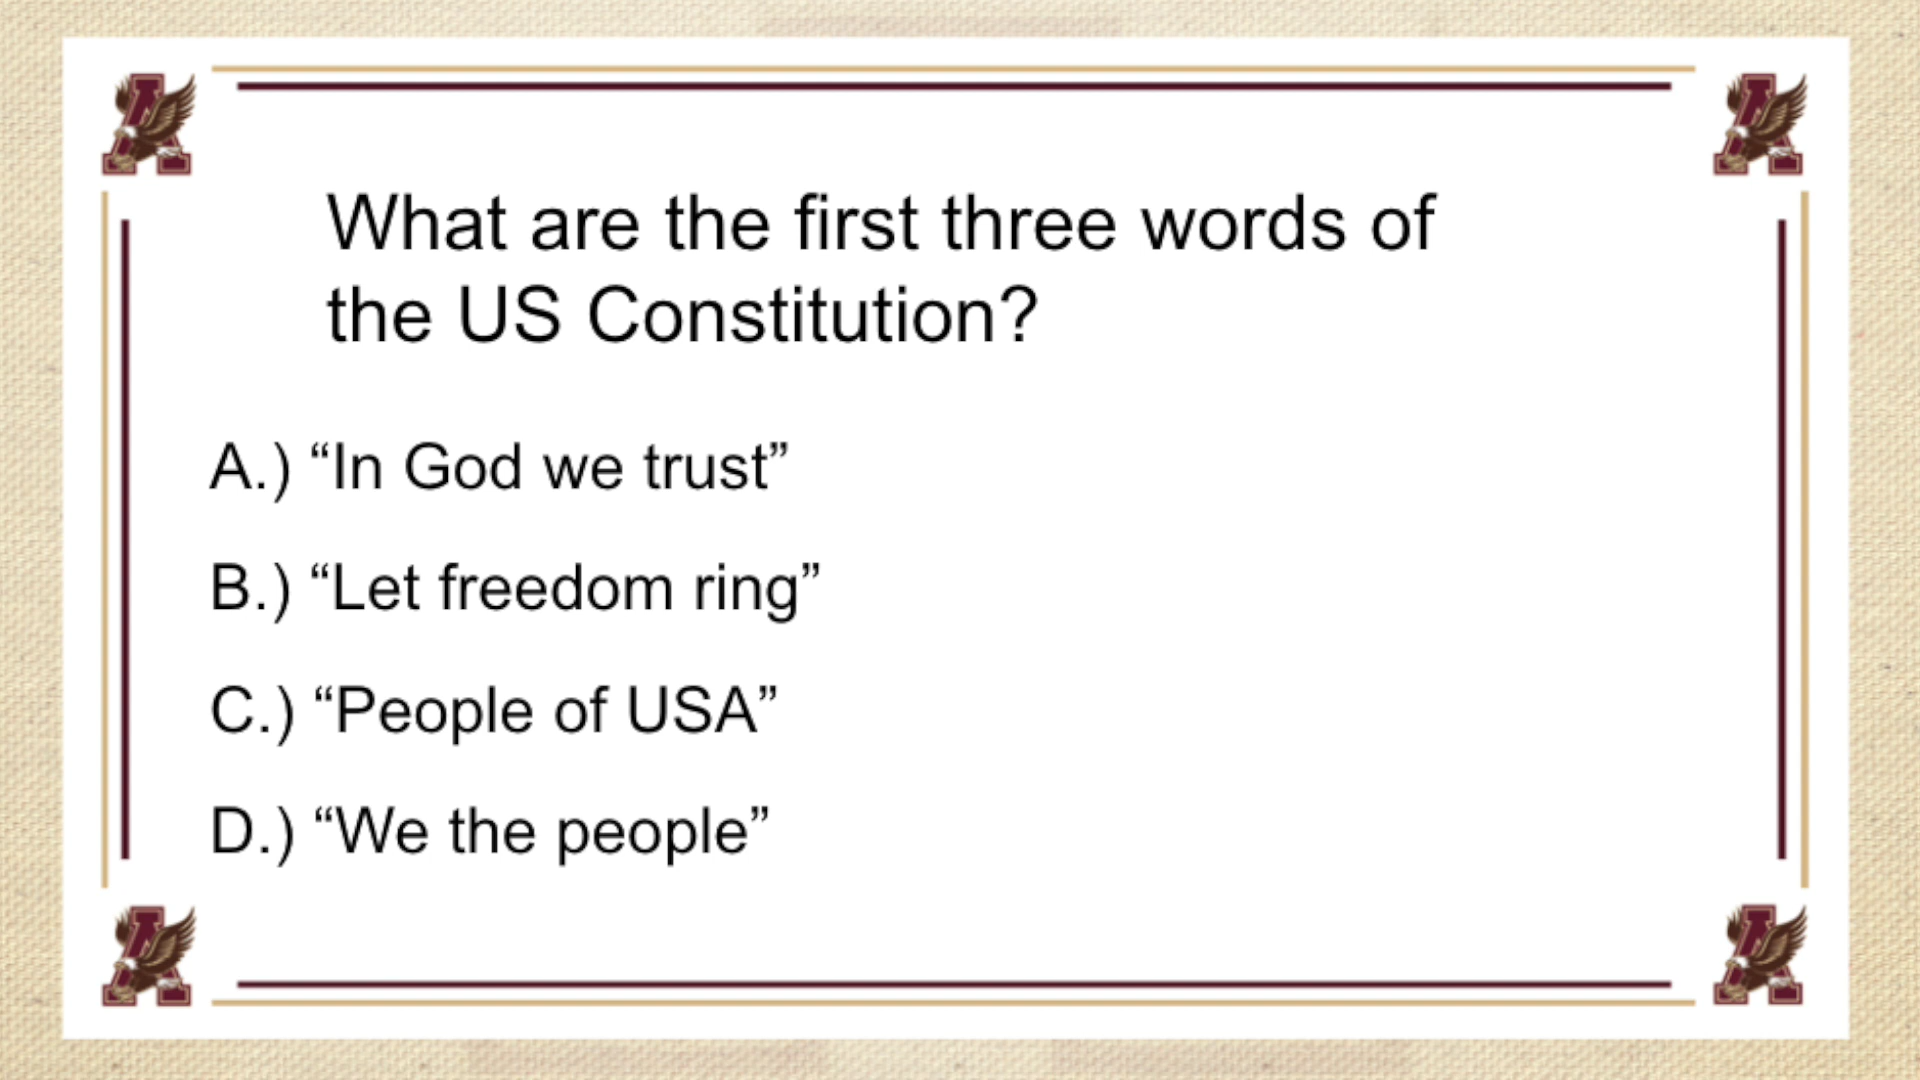 What are the first three words of
the US Constitution?
A.) “In God we trust”
B.) “Let freedom ring”
C.) “People of USA”
D.) “We the people”